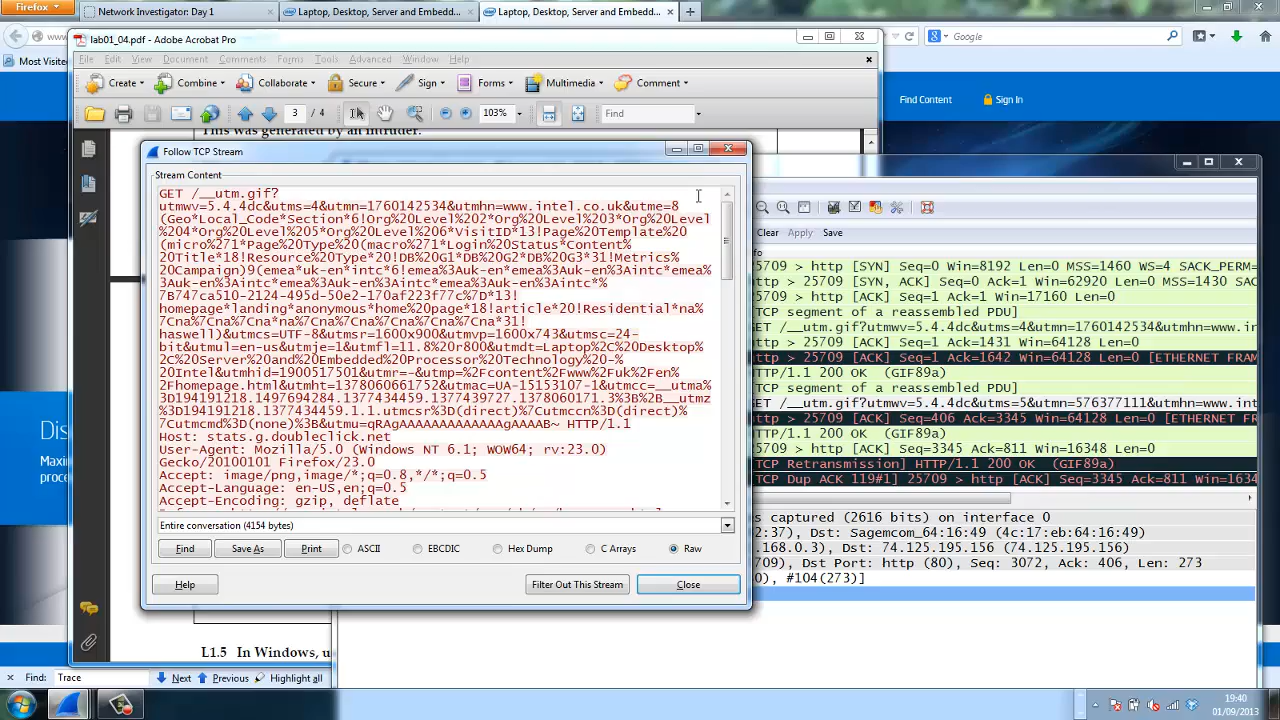 Firefox
Network Investigator: Day 1
Laptop, Desktop, Server and Embedd...
Laptop, Desktop, Server and Embedd...
www
Google
Most Visited
lab01_04.pdf - Adobe Acrobat Pro
File Edit View Document Comments Forms Tools Advanced Window Help
Create Combine Collaborate Secure Sign Forms Multimedia Comment
3 / 4 103% Find
Find Content Sign In
This was generated by an intruder.
Follow TCP Stream
Stream Content
GET /__utm.gif?
utmwv=5.4.4dc&utms=4&utmn=1760142534&utmhn=www.intel.co.uk&utme=8
(Geo*Local_Code*Section*6!Org%20Level%202*Org%20Level%203*Org%20Level
%204*Org%20Level%205*Org%20Level%206*VisitID*13!Page%20Template%20
(micro%271*Page%20Type%20(macro%271*Login%20Status*Content%
20Title*18!Resource%20Type*20!DB%20G1*DB%20G2*DB%20G3*31!Metrics%
20Campaign)9(emea*uk-en*intc*6!emea%3Auk-en%3Aintc*emea%3Auk-en%3Aintc*emea%
3Auk-en%3Aintc*emea%3Auk-en%3Aintc*emea%3Auk-en%3Aintc*%
7B747ca510-2124-495d-50e2-170af223f77c%7D*13!
homepage*landing*anonymous*home%20page*18!article*20!Residential*na%
7Cna%7Cna*na%7Cna%7Cna%7Cna%7Cna*31!
haswell)&utmcs=UTF-8&utmsr=1600x900&utmvp=1600x743&utmsc=24-
bit&utmul=en-us&utmje=1&utmfl=11.8%20r800&utmdt=Laptop%2C%20Desktop%
2C%20Server%20and%20Embedded%20Processor%20Technology%20-%
20Intel&utmhid=1900517501&utmr=-&utmp=%2Fcontent%2Fwww%2Fuk%2Fen%
2Fhomepage.html&utmht=1378060661752&utmac=UA-15153107-1&utmcc=__utma%
3D194191218.1497694284.1377434459.1377439727.1378060171.3%3B%2B__utmz
%3D194191218.1377434459.1.1.utmcsr%3D(direct)%7Cutmccn%3D(direct)%
7Cutmcmd%3D(none)%3B&utmu=qRAgAAAAAAAAAAAgAAAABE~ HTTP/1.1
Host: stats.g.doubleclick.net
User-Agent: Mozilla/5.0 (Windows NT 6.1; WOW64; rv:23.0)
Gecko/20100101 Firefox/23.0
Accept: image/png,image/*;q=0.8,*/*;q=0.5
Accept-Language: en-US,en;q=0.5
Accept-Encoding: gzip, deflate
Entire conversation (4154 bytes)
Find Save As Print ASCII EBCDIC Hex Dump C Arrays Raw
Help Filter Out This Stream Close
Clear Apply Save
fo
25709 > http [SYN] Seq=0 Win=8192 Len=0 MSS=1460 WS=4 SACK_PERM=
http > 25709 [SYN, ACK] Seq=0 Ack=1 Win=62920 Len=0 MSS=1430 SAC
25709 > http [ACK] Seq=1 Ack=1 Win=17160 Len=0
TCP segment of a reassembled PDU]
GET /__utm.gif?utmwv=5.4.4dc&utms=4&utmn=1760142534&utmhn=www.in
http > 25709 [ACK] Seq=1 Ack=1431 Win=64128 Len=0
http > 25709 [ACK] Seq=1 Ack=1642 Win=64128 Len=0 [ETHERNET FRAM
HTTP/1.1 200 OK (GIF89a)
TCP segment of a reassembled PDU]
GET /__utm.gif?utmwv=5.4.4dc&utms=5&utmn=576377111&utmhn=www.int
http > 25709 [ACK] Seq=406 Ack=3345 Win=64128 Len=0 [ETHERNET FR
HTTP/1.1 200 OK (GIF89a)
25709 > http [ACK] Seq=3345 Ack=811 Win=16348 Len=0
TCP Retransmission] HTTP/1.1 200 OK (GIF89a)
TCP Dup ACK 119#1] 25709 > http [ACK] Seq=3345 Ack=811 Win=1634
s captured (2616 bits) on interface 0
2:37), Dst: Sagemcom_64:16:49 (4c:17:eb:64:16:49)
.168.0.3), Dst: 74.125.195.156 (74.125.195.156)
709), Dst Port: http (80), Seq: 3072, Ack: 406, Len: 273
0), #104(273)]
Dis
Maxim
proce
L1.5 In Windows, u
Find: Trace Next Previous Highlight all
19:40
01/09/2013